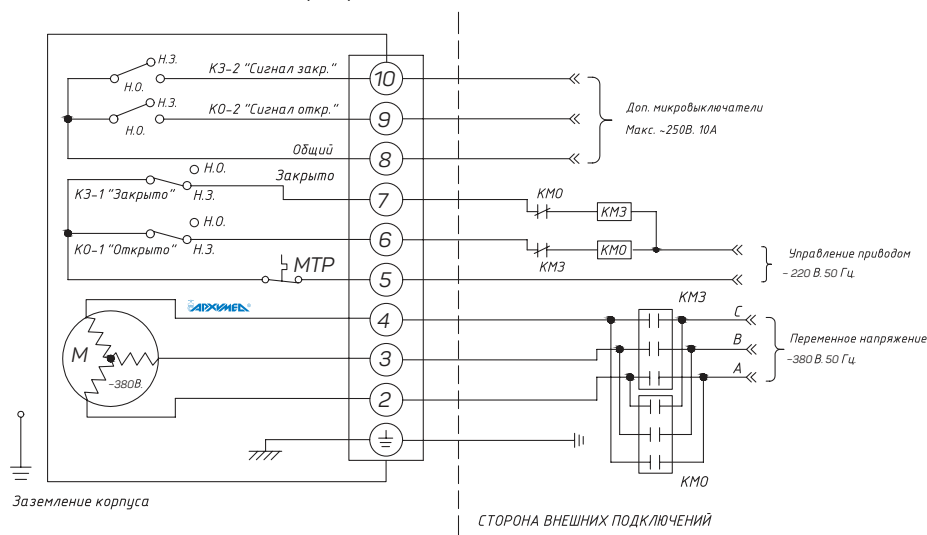 Н.З.
КЗ-2 "Сигнал закр."
10
Н.О.
Н.З.
КО-2 "Сигнал откр."
9
Н.О.
Доп. микровыключатели
Макс. ~250В. 10А
Общий
8
Н.О.
Закрыто
КЗ-1 "Закрыто"
Н.З.
7
КМО
КМЗ
Н.О.
КО-1 "Открыто"
Н.З.
6
КМЗ
КМО
Управление приводом
~ 220 В. 50 Гц.
МТР
5
АРХИМЕД
4
КМЗ
С
М
~380В.
3
В
Переменное напряжение
~380 В. 50 Гц.
А
2
КМО
Заземление корпуса
СТОРОНА ВНЕШНИХ ПОДКЛЮЧЕНИЙ